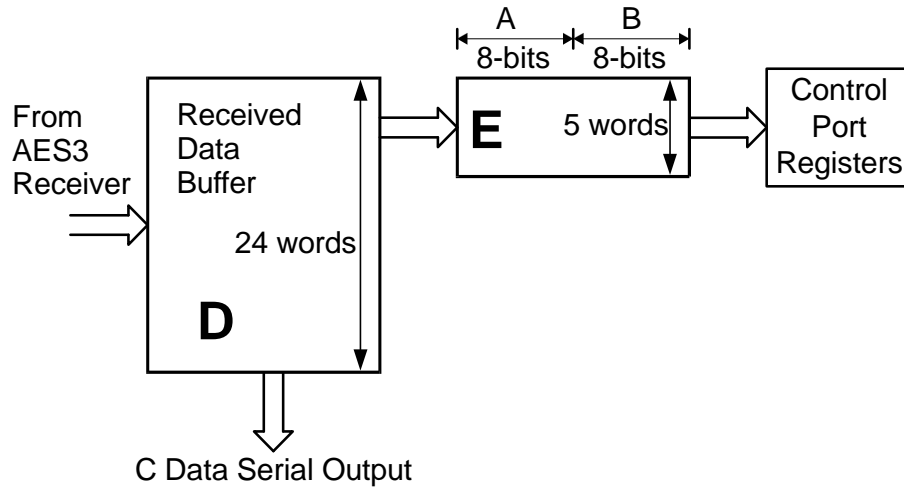 A
B
8-bits
8-bits
From
AES3
Receiver
Received
Data
Buffer
24 words
D
E
5 words
Control
Port
Registers
C Data Serial Output